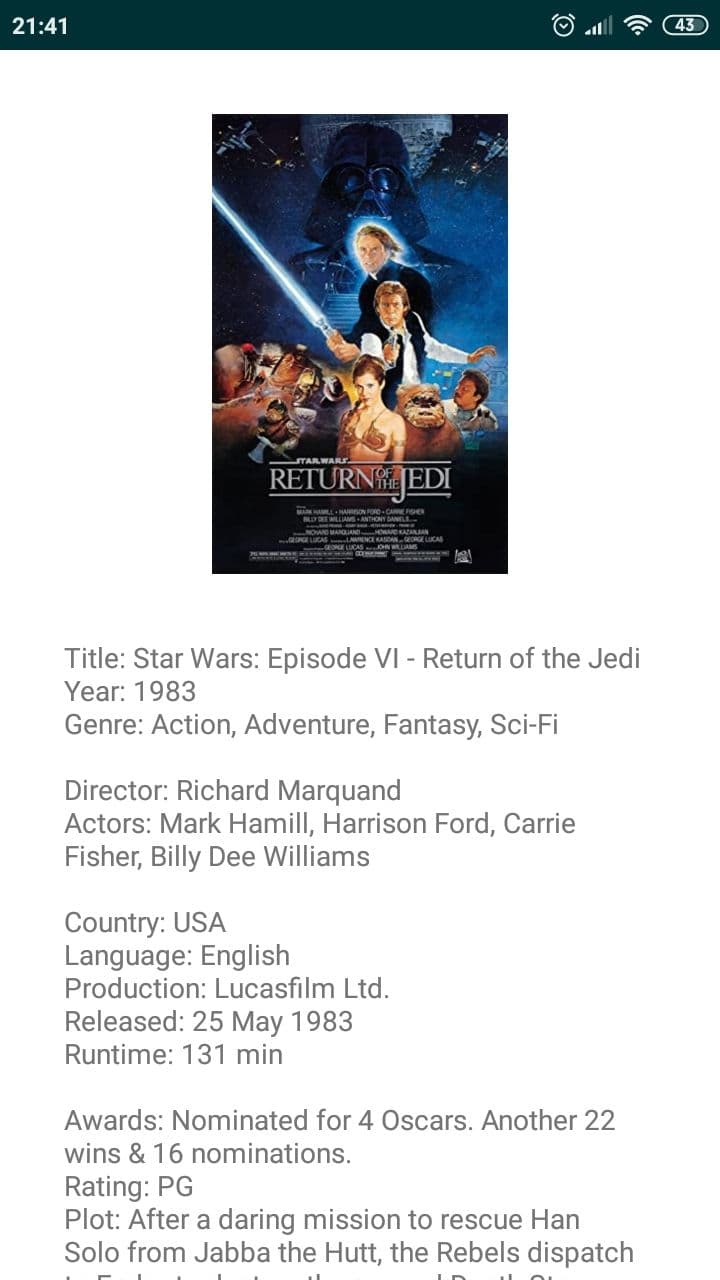 21:41
43
STAR WARS
RETURN OF THE JEDI
MARK HAMILL • HARRISON FORD • CARRIE FISHER
BILLY DEE WILLIAMS • ANTHONY DANIELS
RICHARD MARQUAND HOWARD KAZANJIAN
GEORGE LUCAS LAWRENCE KASDAN GEORGE LUCAS
GEORGE LUCAS JOHN WILLIAMS
Title: Star Wars: Episode VI - Return of the Jedi
Year: 1983
Genre: Action, Adventure, Fantasy, Sci-Fi
Director: Richard Marquand
Actors: Mark Hamill, Harrison Ford, Carrie
Fisher, Billy Dee Williams
Country: USA
Language: English
Production: Lucasfilm Ltd.
Released: 25 May 1983
Runtime: 131 min
Awards: Nominated for 4 Oscars. Another 22
wins & 16 nominations.
Rating: PG
Plot: After a daring mission to rescue Han
Solo from Jabba the Hutt, the Rebels dispatch